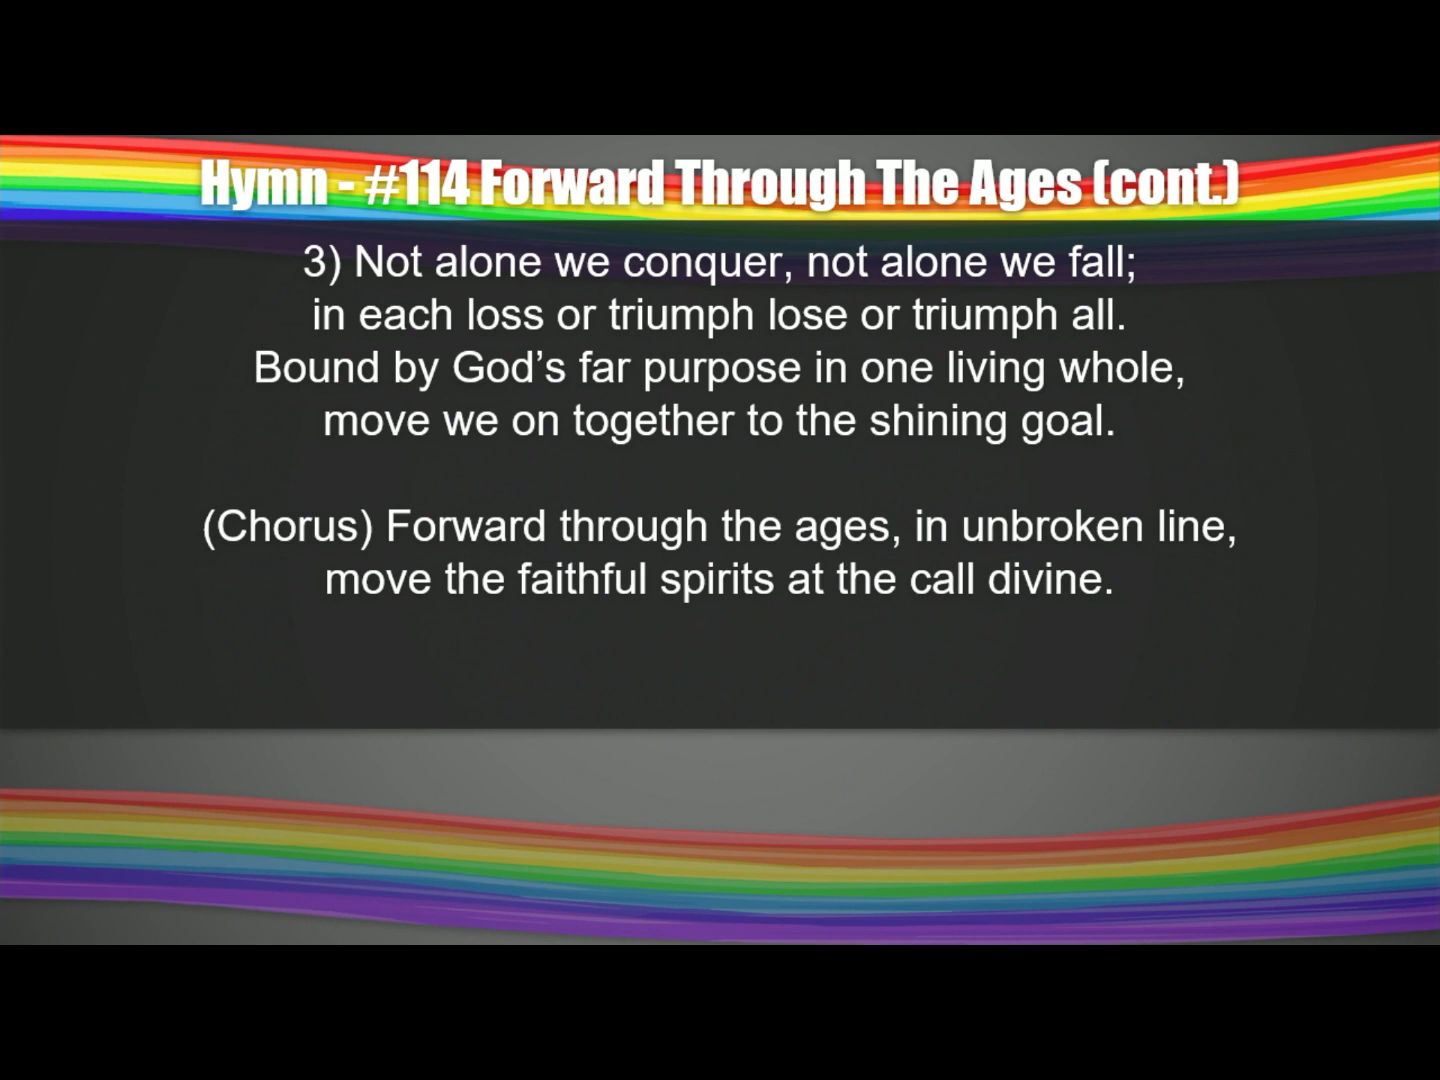 Hymn - #114 Forward Through The Ages (cont.)
3) Not alone we conquer, not alone we fall;
in each loss or triumph lose or triumph all.
Bound by God’s far purpose in one living whole,
move we on together to the shining goal.
(Chorus) Forward through the ages, in unbroken line,
move the faithful spirits at the call divine.